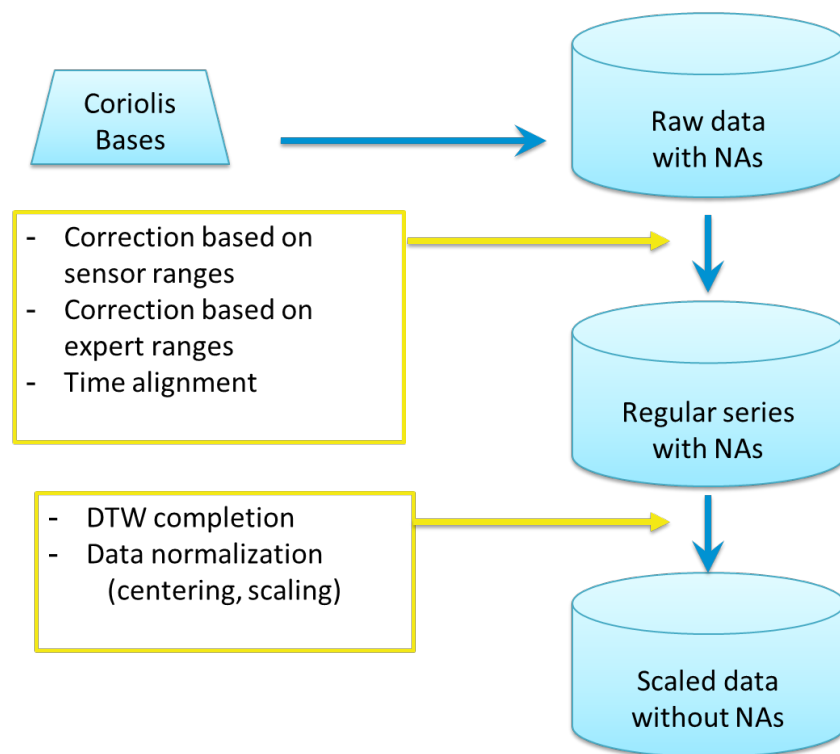 Coriolis
Bases
Raw data
with NAs
- Correction based on
sensor ranges
- Correction based on
expert ranges
- Time alignment
Regular series
with NAs
- DTW completion
- Data normalization
(centering, scaling)
Scaled data
without NAs